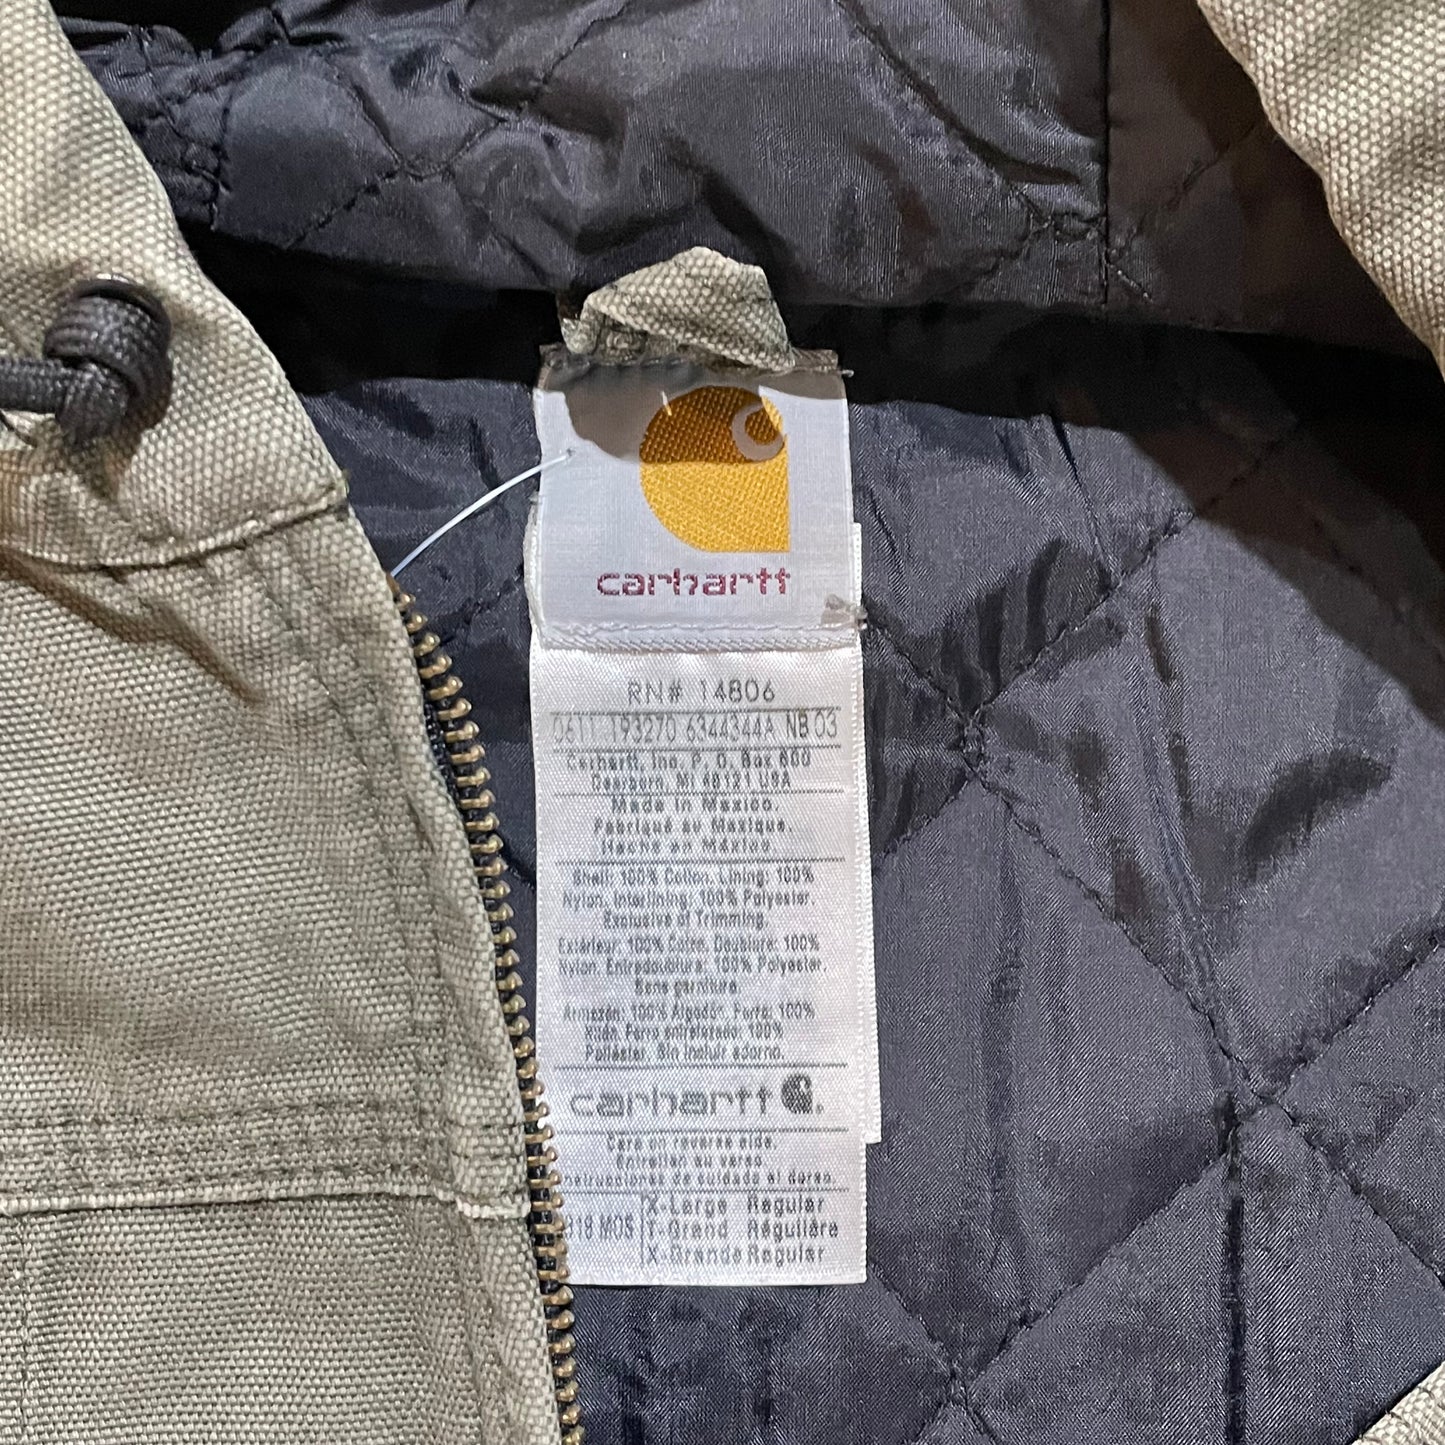 carhartt
RN# 14806
0611 193270 6344344A NB 03
Carhartt, Inc. P. O. Box 600
Dearborn, MI 48121 USA
Made in Mexico.
Fabriqué au Mexique.
Hecho en México.
Shell: 100% Cotton, Lining: 100%
Nylon, Interlining: 100% Polyester.
Exclusive of Trimming.
Extérieur: 100% Coton, Doublure: 100%
Nylon, Entredoublure: 100% Polyester.
Sans garniture.
Armazón: 100% Algodó*, Forro: 100%
Nilón, Forro entretelado: 100%
Poliéster. Sin incluir adorno.
carhartt
Care on reverse side.
Entretien au verso.
cuidado al dorso.
918 MOS X-Large Regular
T-Grand Régulière
X-Grande Regular